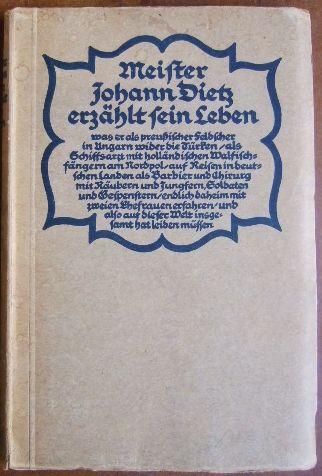 Meister
Johann Dietz
erzählt sein Leben
was er als preußischer Feldscher
in Ungarn wider die Türken / als
Schiffsarzt mit holländischen Walfisch-
fängern am Nordpol · auf Reisen in deut-
schen Landen als Barbier und Chirurg
mit Räubern und Jungfern, Soldaten
und Gespenstern / endlich daheim mit
zweien Ehefrauen erfahren / und
also auf dieser Welt insge-
samt hat leiden müssen